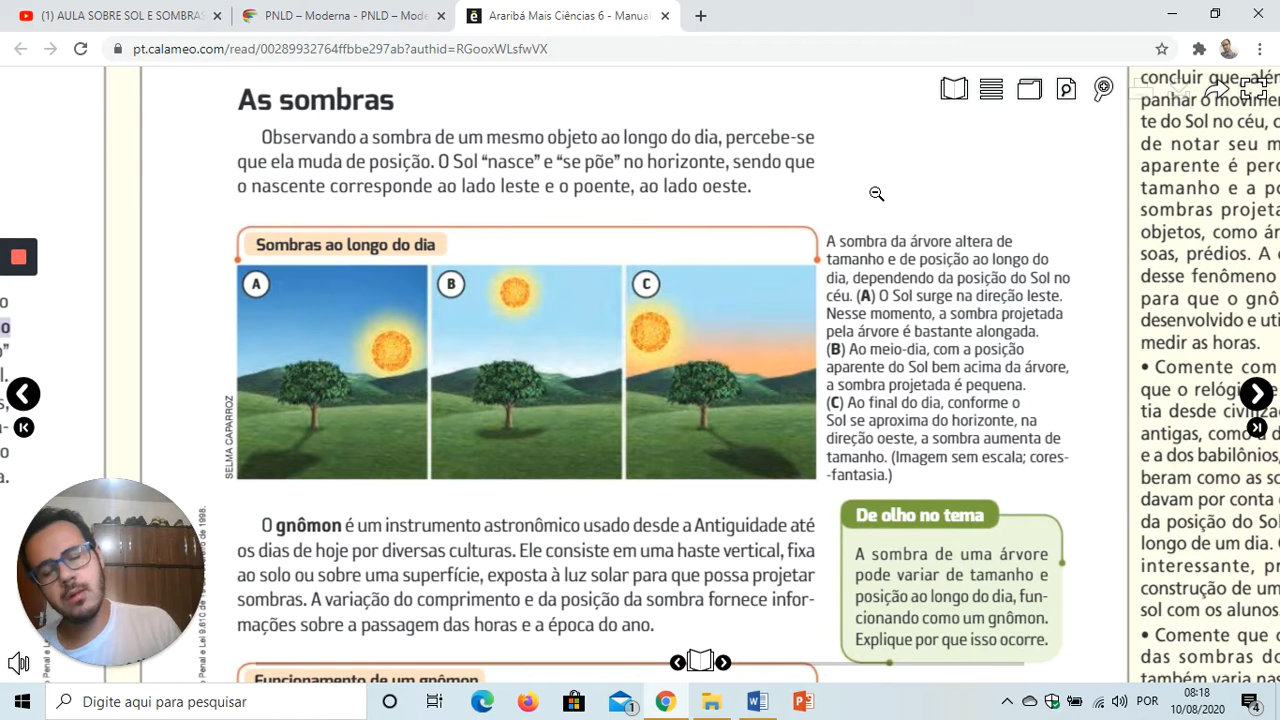 (1) AULA SOBRE SOL E SOMBRAS
PNLD – Moderna - PNLD – Moder
Araribá Mais Ciências 6 - Manual
pt.calameo.com/read/00289932764ffbbe297ab?authid=RGooxWLsfwVX
As sombras
Observando a sombra de um mesmo objeto ao longo do dia, percebe-se
que ela muda de posição. O Sol “nasce” e “se põe” no horizonte, sendo que
o nascente corresponde ao lado leste e o poente, ao lado oeste.
Sombras ao longo do dia
A
B
C
SELMA CAPARROZ
A sombra da árvore altera de
tamanho e de posição ao longo do
dia, dependendo da posição do Sol no
céu. (A) O Sol surge na direção leste.
Nesse momento, a sombra projetada
pela árvore é bastante alongada.
(B) Ao meio-dia, com a posição
aparente do Sol bem acima da árvore,
a sombra projetada é pequena.
(C) Ao final do dia, conforme o
Sol se aproxima do horizonte, na
direção oeste, a sombra aumenta de
tamanho. (Imagem sem escala; cores-
-fantasia.)
O gnômon é um instrumento astronômico usado desde a Antiguidade até
os dias de hoje por diversas culturas. Ele consiste em uma haste vertical, fixa
ao solo ou sobre uma superfície, exposta à luz solar para que possa projetar
sombras. A variação do comprimento e da posição da sombra fornece infor-
mações sobre a passagem das horas e a época do ano.
De olho no tema
A sombra de uma árvore
pode variar de tamanho e
posição ao longo do dia, fun-
cionando como um gnômon.
Explique por que isso ocorre.
Funcionamento de um gnômon
concluir que, alé
panhar o movime
te do Sol no céu, o
de notar seu m
aparente é perc
tamanho e a po
sombras projeta
objetos, como ár
soas, prédios. A
desse fenômeno
para que o gnô
desenvolvido e uti
medir as horas.
• Comente com
que o relógi
tia desde civiliza
antigas, como a d
e a dos babilônios,
beram como as so
davam por conta d
da posição do Sol
longo de um dia.
interessante, pr
construção de um
sol com os alunos
• Comente que
das sombras do
também varia nas
Digite aqui para pesquisar
1
POR
08:18
10/08/2020
4